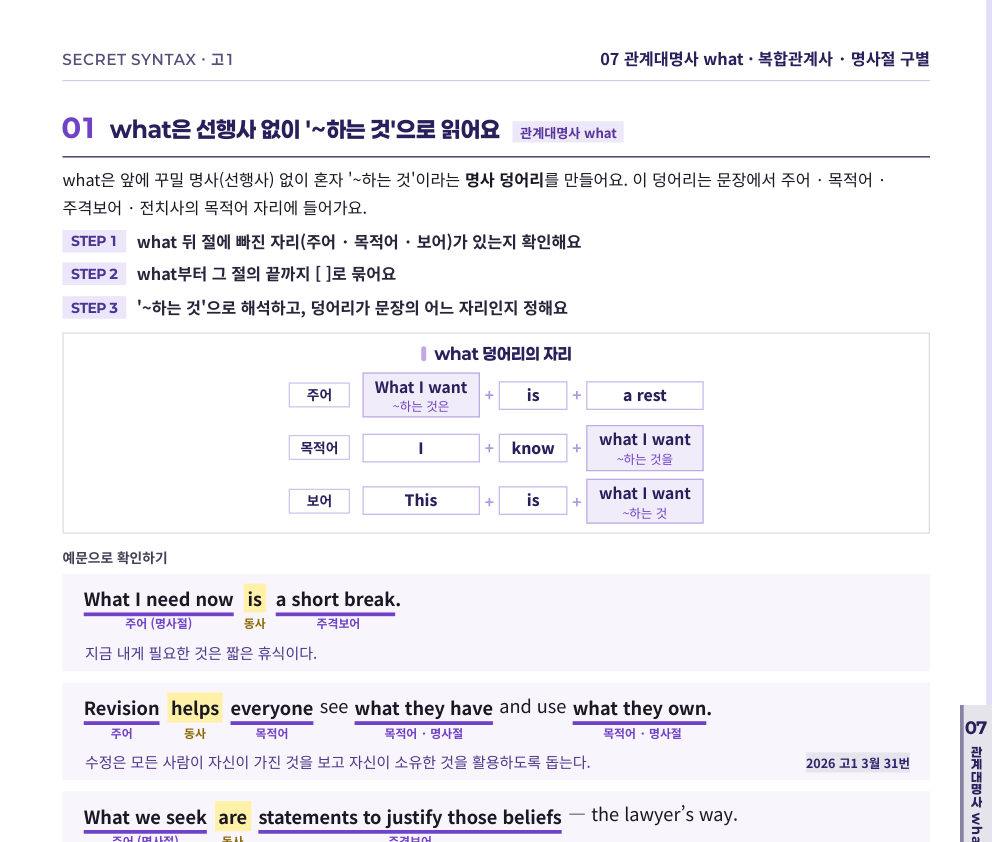 SECRET SYNTAX · 고1
07 관계대명사 what · 복합관계사 · 명사절 구별
01 what은 선행사 없이 '~하는 것'으로 읽어요 관계대명사 what
what은 앞에 꾸밀 명사(선행사) 없이 혼자 '~하는 것'이라는 명사 덩어리를 만들어요. 이 덩어리는 문장에서 주어 · 목적어 ·
주격보어 · 전치사의 목적어 자리에 들어가요.
STEP 1 what 뒤 절에 빠진 자리(주어 · 목적어 · 보어)가 있는지 확인해요
STEP 2 what부터 그 절의 끝까지 [ ]로 묶어요
STEP 3 '~하는 것'으로 해석하고, 덩어리가 문장의 어느 자리인지 정해요
what 덩어리의 자리
주어 What I want + is + a rest
~하는 것은
목적어 I + know + what I want
~하는 것을
보어 This + is + what I want
~하는 것
예문으로 확인하기
What I need now is a short break.
주어 (명사절) 동사 주격보어
지금 내게 필요한 것은 짧은 휴식이다.
Revision helps everyone see what they have and use what they own.
주어 동사 목적어 목적어 · 명사절 목적어 · 명사절
수정은 모든 사람이 자신이 가진 것을 보고 자신이 소유한 것을 활용하도록 돕는다.
2026 고1 3월 31번
What we seek are statements to justify those beliefs — the lawyer’s way.
주어 (명사절) 동사 주격보어
07
관계대명사 wha